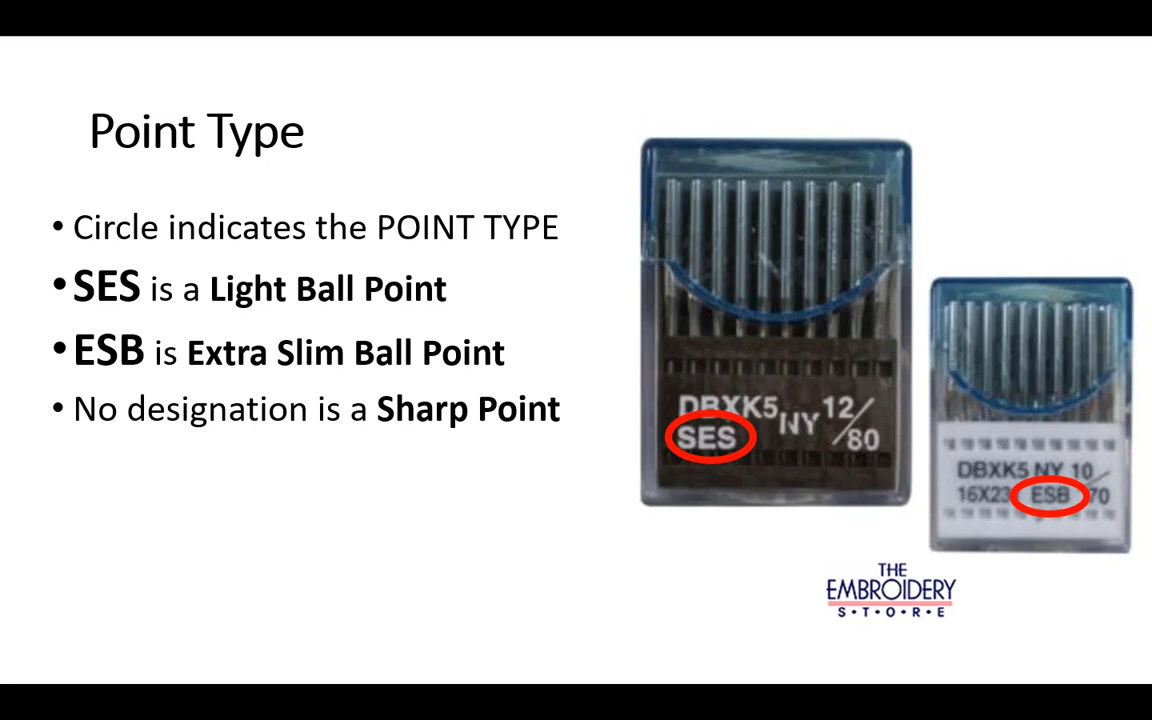 Point Type
• Circle indicates the POINT TYPE
• SES is a Light Ball Point
• ESB is Extra Slim Ball Point
• No designation is a Sharp Point
DBXK5 NY 12/80
SES
DBXK5 NY 10/70
16X23 ESB
THE
EMBROIDERY
S•T•O•R•E